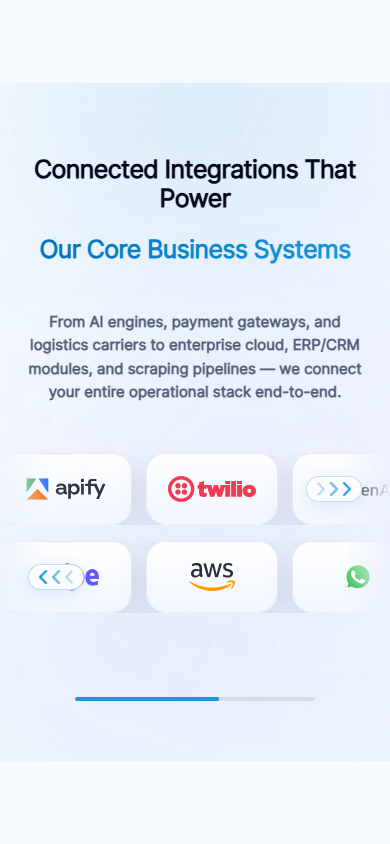 Connected Integrations That
Power
Our Core Business Systems
From AI engines, payment gateways, and
logistics carriers to enterprise cloud, ERP/CRM
modules, and scraping pipelines — we connect
your entire operational stack end-to-end.
apify
twilio
aws